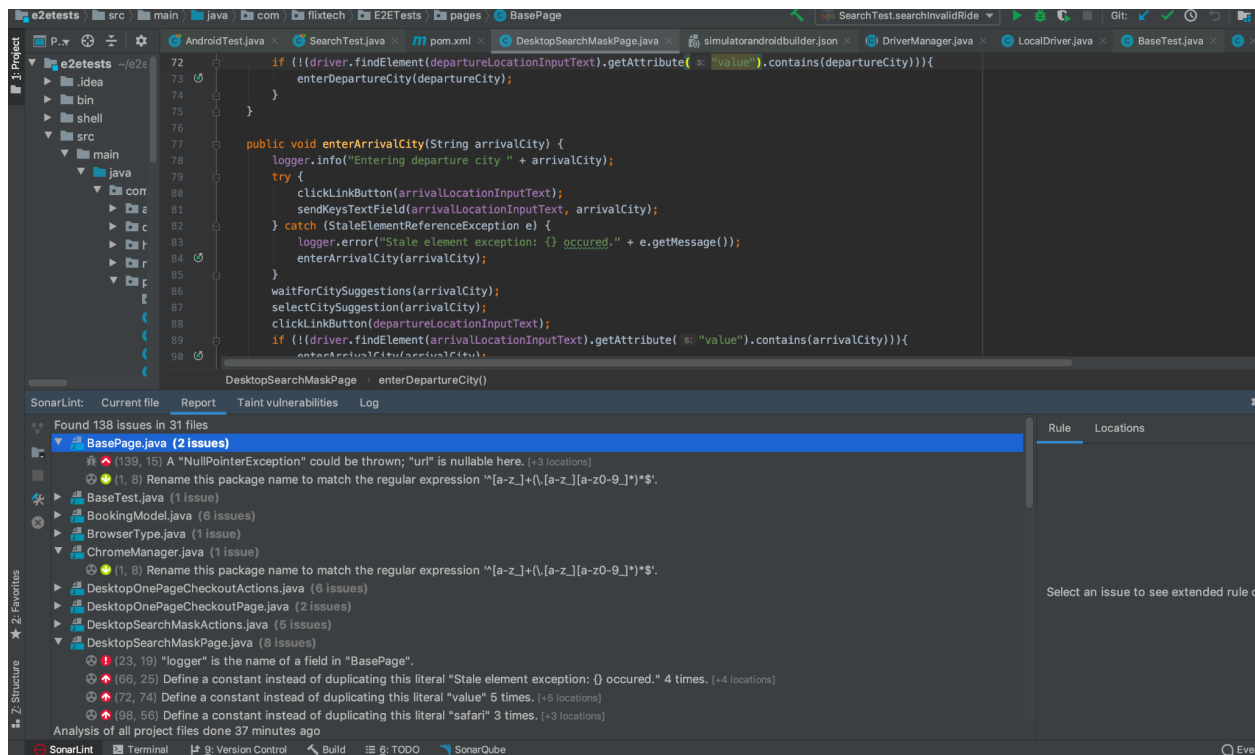 e2etests src main java com flixtech E2ETests pages BasePage SearchTest.searchInvalidRide Git:
1: Project P. AndroidTest.java SearchTest.java pom.xml DesktopSearchMaskPage.java simulatorandroidbuilder.json DriverManager.java LocalDriver.java BaseTest.java
e2etests ~/e2e
.idea
bin
shell
src
main
java
com
72 if (!(driver.findElement(departureLocationInputText).getAttribute( s: "value").contains(departureCity))){
73 enterDepartureCity(departureCity);
74 }
75 }
76
77 public void enterArrivalCity(String arrivalCity) {
78 logger.info("Entering departure city " + arrivalCity);
79 try {
80 clickLinkButton(arrivalLocationInputText);
81 sendKeysTextField(arrivalLocationInputText, arrivalCity);
82 } catch (StaleElementReferenceException e) {
83 logger.error("Stale element exception: {} occured." + e.getMessage());
84 enterArrivalCity(arrivalCity);
85 }
86 waitForCitySuggestions(arrivalCity);
87 selectCitySuggestion(arrivalCity);
88 clickLinkButton(departureLocationInputText);
89 if (!(driver.findElement(arrivalLocationInputText).getAttribute( s: "value").contains(arrivalCity))){
90 enterArrivalCity(arrivalCity);
DesktopSearchMaskPage enterDepartureCity()
SonarLint: Current file Report Taint vulnerabilities Log
Found 138 issues in 31 files
Rule Locations
BasePage.java (2 issues)
(139, 15) A "NullPointerException" could be thrown; "url" is nullable here. [+3 locations]
(1, 8) Rename this package name to match the regular expression '^[a-z_]+(\.[a-z_][a-z0-9_]*)*$'.
BaseTest.java (1 issue)
BookingModel.java (6 issues)
BrowserType.java (1 issue)
ChromeManager.java (1 issue)
(1, 8) Rename this package name to match the regular expression '^[a-z_]+(\.[a-z_][a-z0-9_]*)*$'.
DesktopOnePageCheckoutActions.java (6 issues)
Select an issue to see extended rule
DesktopOnePageCheckoutPage.java (2 issues)
DesktopSearchMaskActions.java (5 issues)
DesktopSearchMaskPage.java (8 issues)
(23, 19) "logger" is the name of a field in "BasePage".
(66, 25) Define a constant instead of duplicating this literal "Stale element exception: {} occured." 4 times. [+4 locations]
(72, 74) Define a constant instead of duplicating this literal "value" 5 times. [+5 locations]
(98, 56) Define a constant instead of duplicating this literal "safari" 3 times. [+3 locations]
Analysis of all project files done 37 minutes ago
2: Favorites
Z: Structure
SonarLint Terminal 9: Version Control Build 6: TODO SonarQube Eve